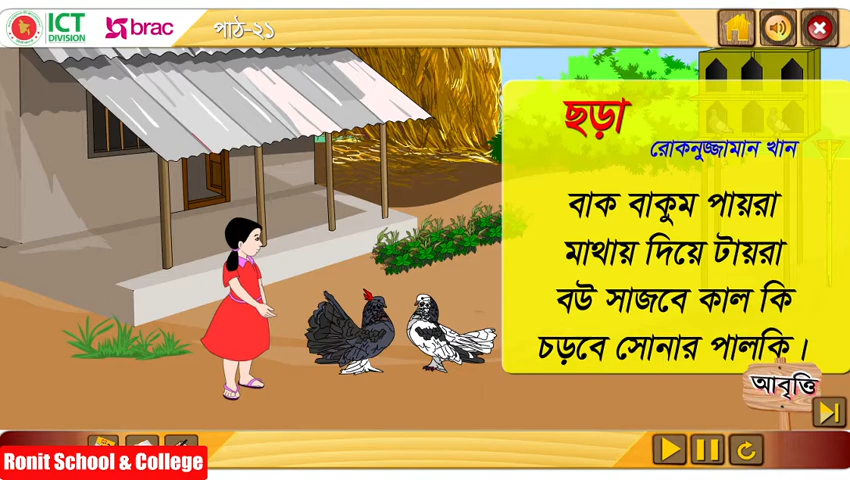 ICT
DIVISION
brac
পাঠ-২১
ছড়া
রোকনুজ্জামান খান
বাক বাকুম পায়রা
মাথায় দিয়ে টায়রা
বউ সাজবে কাল কি
চড়বে সোনার পালকি।
আবৃত্তি
Ronit School & College